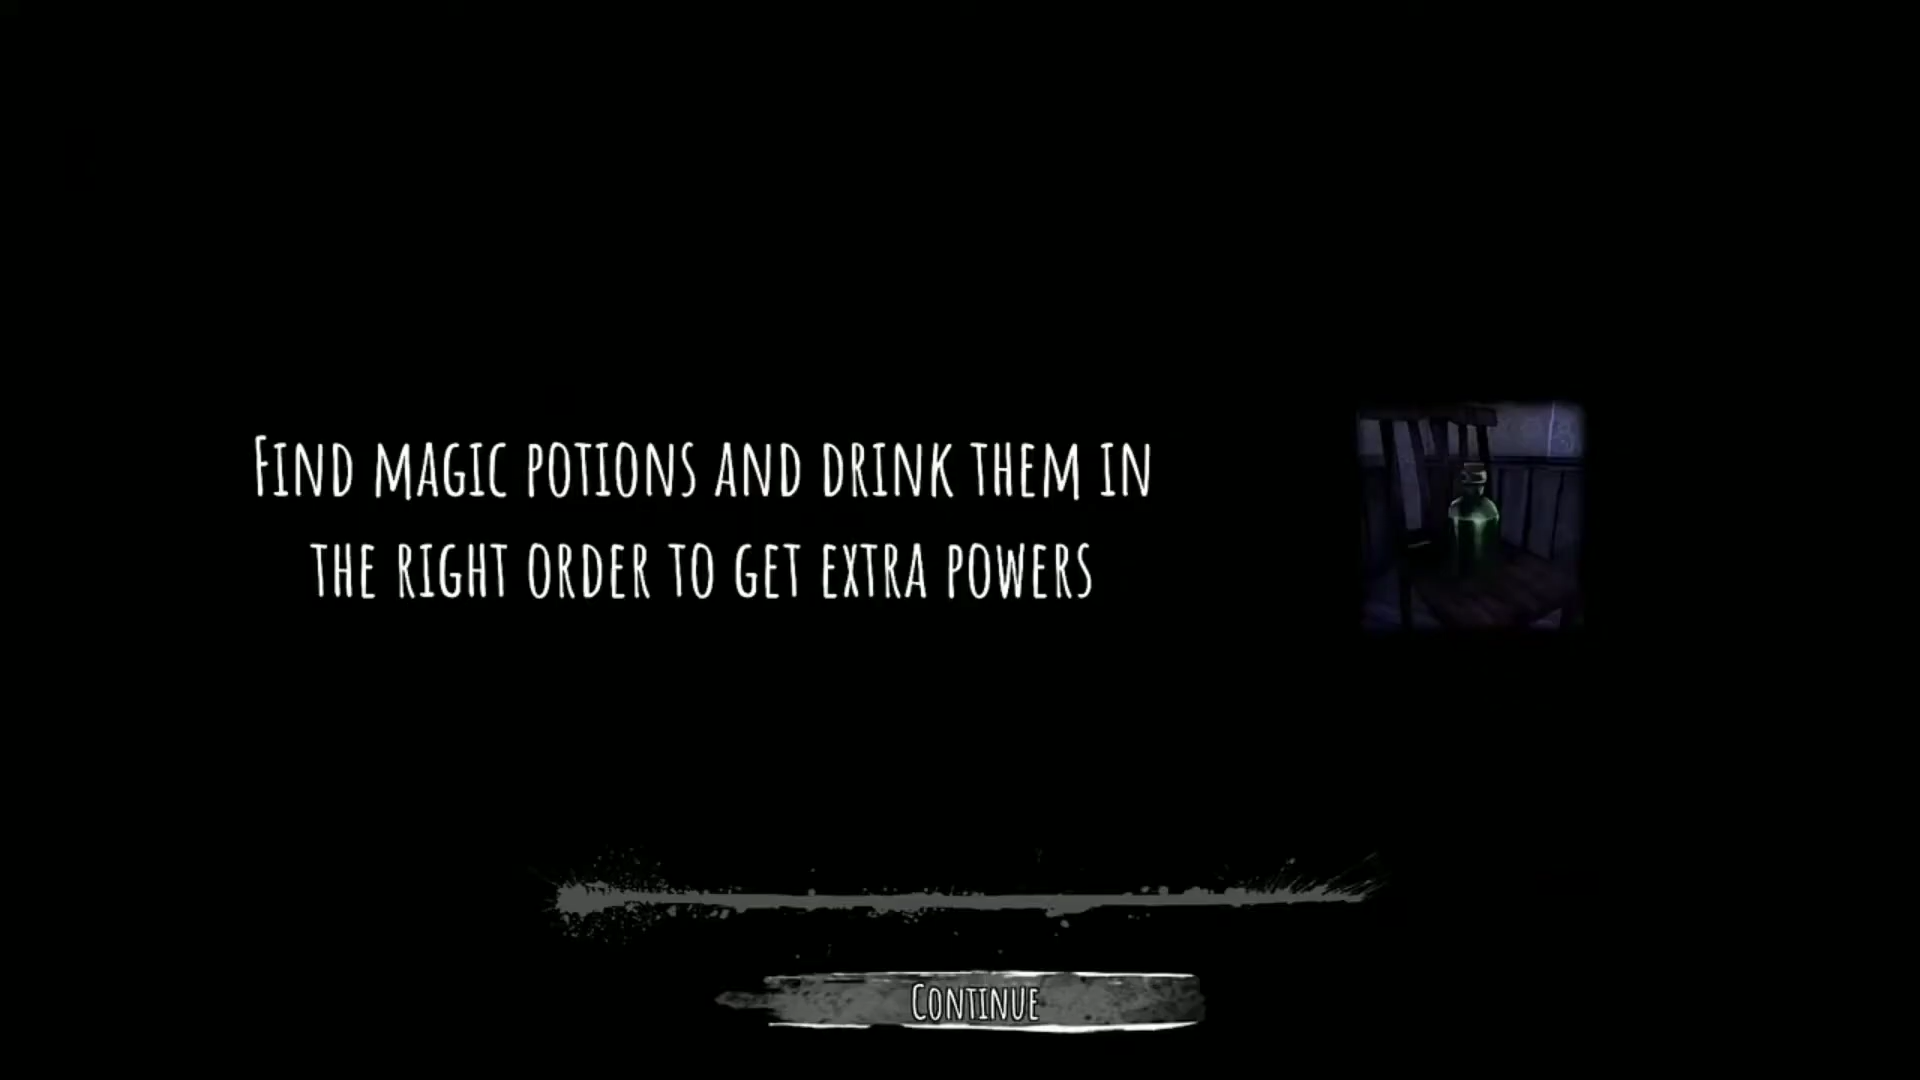 Find magic potions and drink them in
the right order to get extra powers
Continue